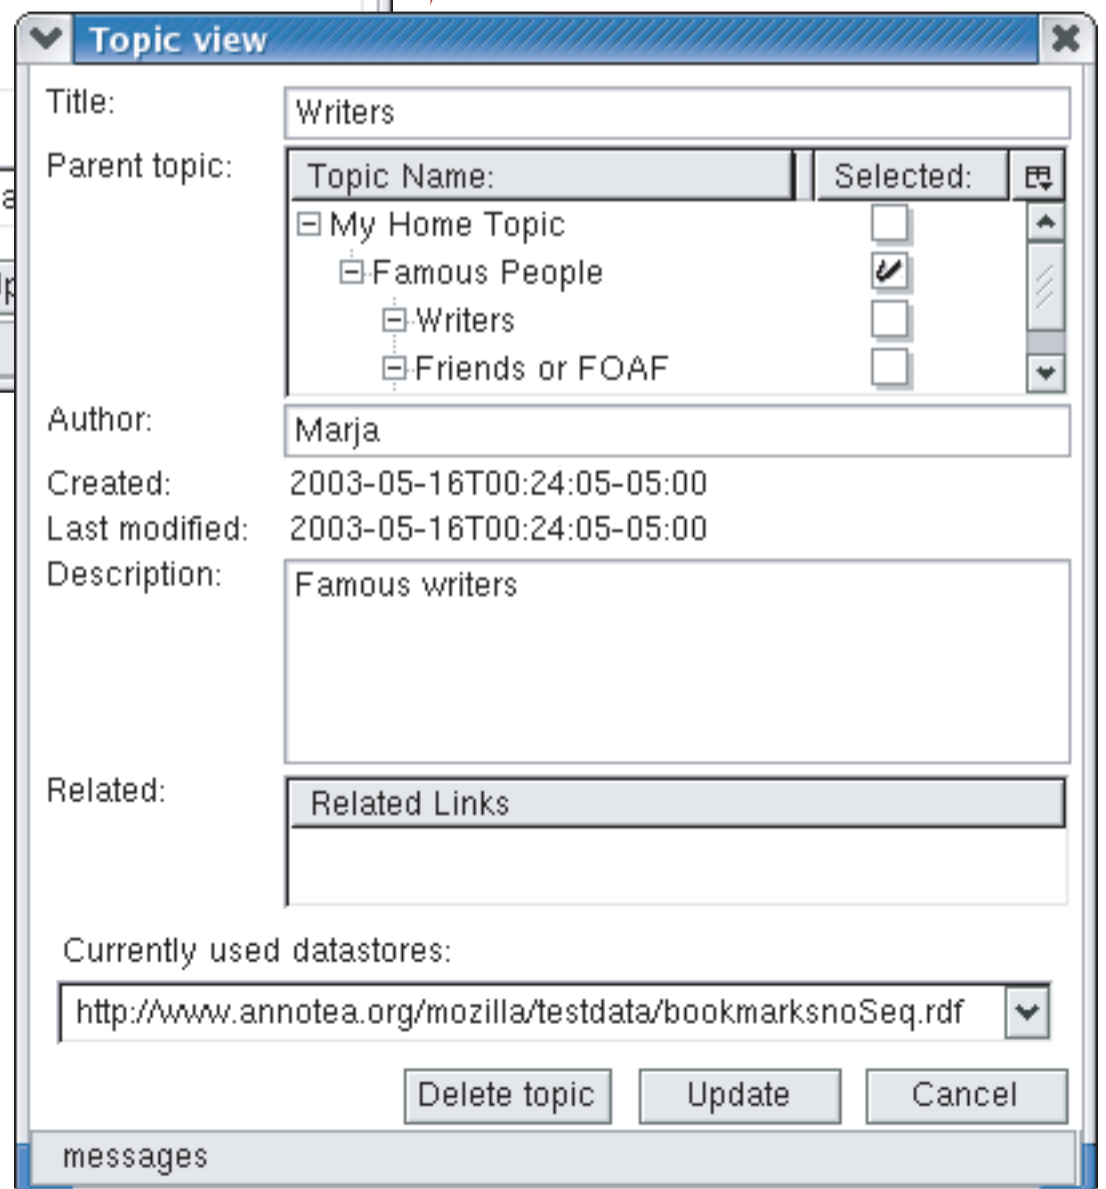 Topic view
Title:
Writers
Parent topic:
Topic Name: Selected:
My Home Topic
Famous People
Writers
Friends or FOAF
Author:
Marja
Created: 2003-05-16T00:24:05-05:00
Last modified: 2003-05-16T00:24:05-05:00
Description:
Famous writers
Related:
Related Links
Currently used datastores:
http://www.annotea.org/mozilla/testdata/bookmarksnoSeq.rdf
Delete topic Update Cancel
messages